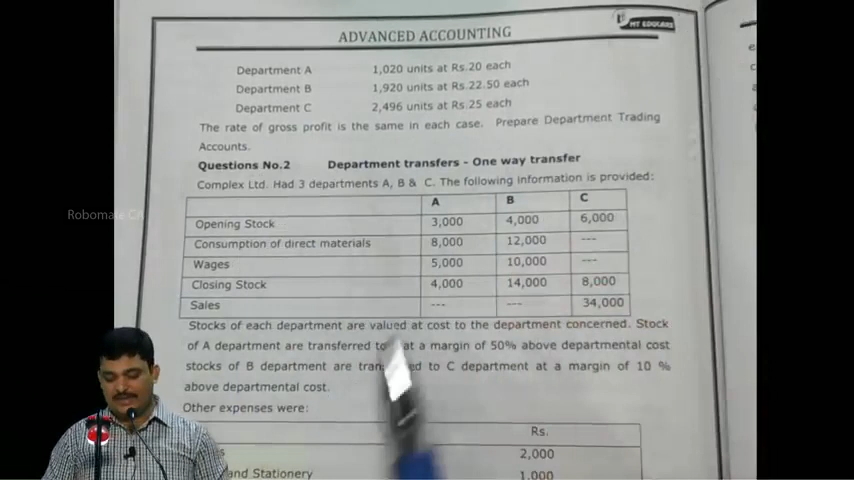 ADVANCED ACCOUNTING
MT EDUCARE
Department A 1,020 units at Rs.20 each
Department B 1,920 units at Rs.22.50 each
Department C 2,496 units at Rs.25 each
The rate of gross profit is the same in each case. Prepare Department Trading
Accounts.
Questions No.2 Department transfers - One way transfer
Complex Ltd. Had 3 departments A, B & C. The following information is provided:
A B C
Opening Stock 3,000 4,000 6,000
Consumption of direct materials 8,000 12,000 ---
Wages 5,000 10,000 ---
Closing Stock 4,000 14,000 8,000
Sales --- --- 34,000
Stocks of each department are valued at cost to the department concerned. Stock
of A department are transferred to at a margin of 50% above departmental cost
stocks of B department are to C department at a margin of 10 %
above departmental cost.
Other expenses were:
Rs.
2,000
and Stationery 1,000
Robomate CA